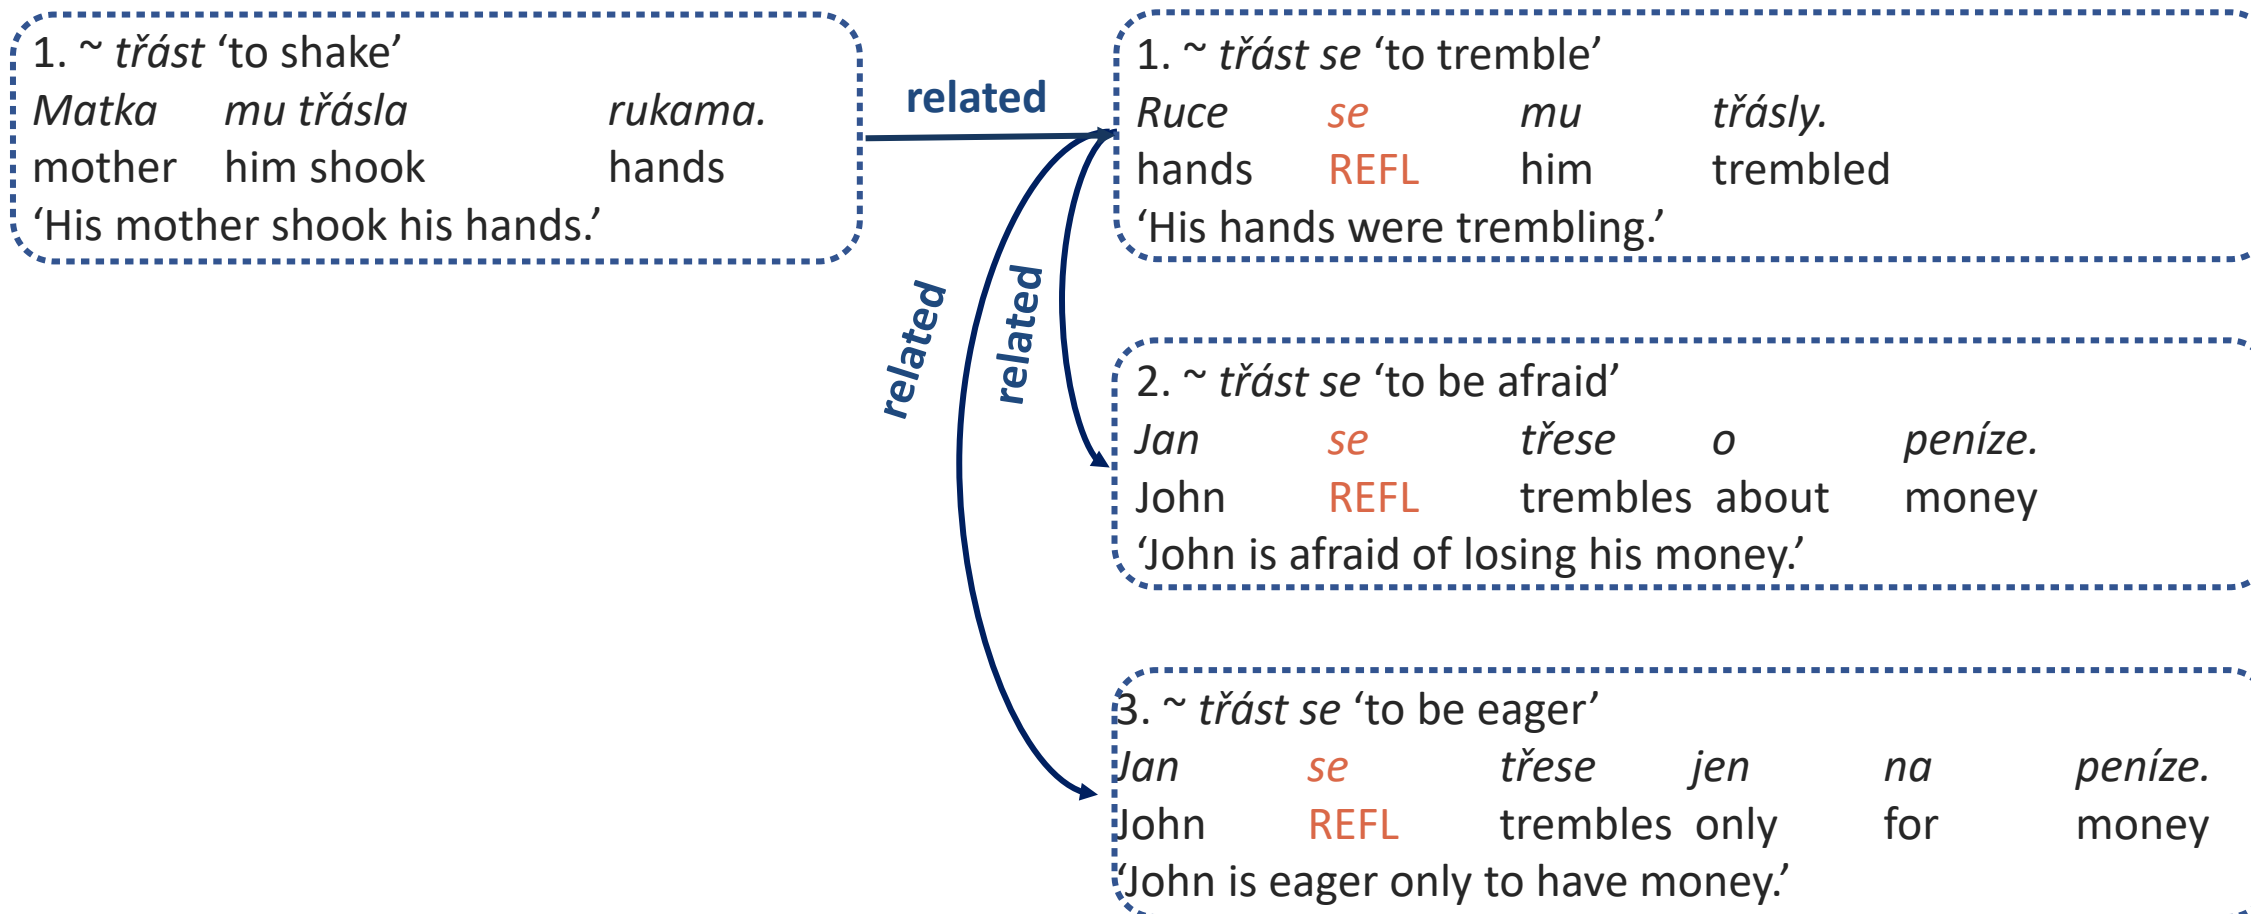 1. ~ třást ‘to shake’
Matka mu třásla rukama.
mother him shook hands
‘His mother shook his hands.’
related
1. ~ třást se ‘to tremble’
Ruce se mu třásly.
hands REFL him trembled
‘His hands were trembling.’
related
related
2. ~ třást se ‘to be afraid’
Jan se třese o peníze.
John REFL trembles about money
‘John is afraid of losing his money.’
3. ~ třást se ‘to be eager’
Jan se třese jen na peníze.
John REFL trembles only for money
‘John is eager only to have money.’